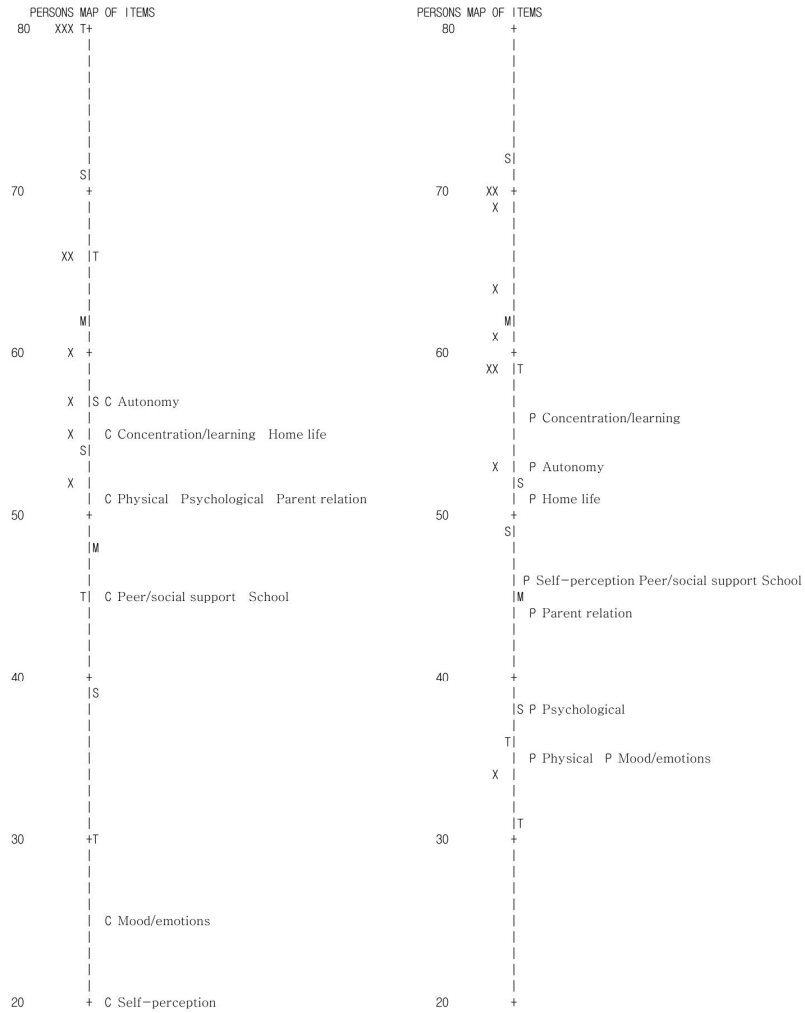 PERSONS MAP OF ITEMS
80 XXX T+
S|
70 +
XX |T
M|
60 X +
X |S C Autonomy
X | C Concentration/learning Home life
S|
X |
| C Physical Psychological Parent relation
50 +
|M
T| C Peer/social support School
40 +
|S
30 +T
| C Mood/emotions
20 + C Self-perception
PERSONS MAP OF ITEMS
80 +
S|
70 XX +
X |
X |
M|
X |
60 +
XX |T
| P Concentration/learning
X | P Autonomy
|S
| P Home life
50 +
S|
| P Self-perception Peer/social support School
|M
| P Parent relation
40 +
|S P Psychological
T|
| P Physical P Mood/emotions
X |
|T
30 +
20 +